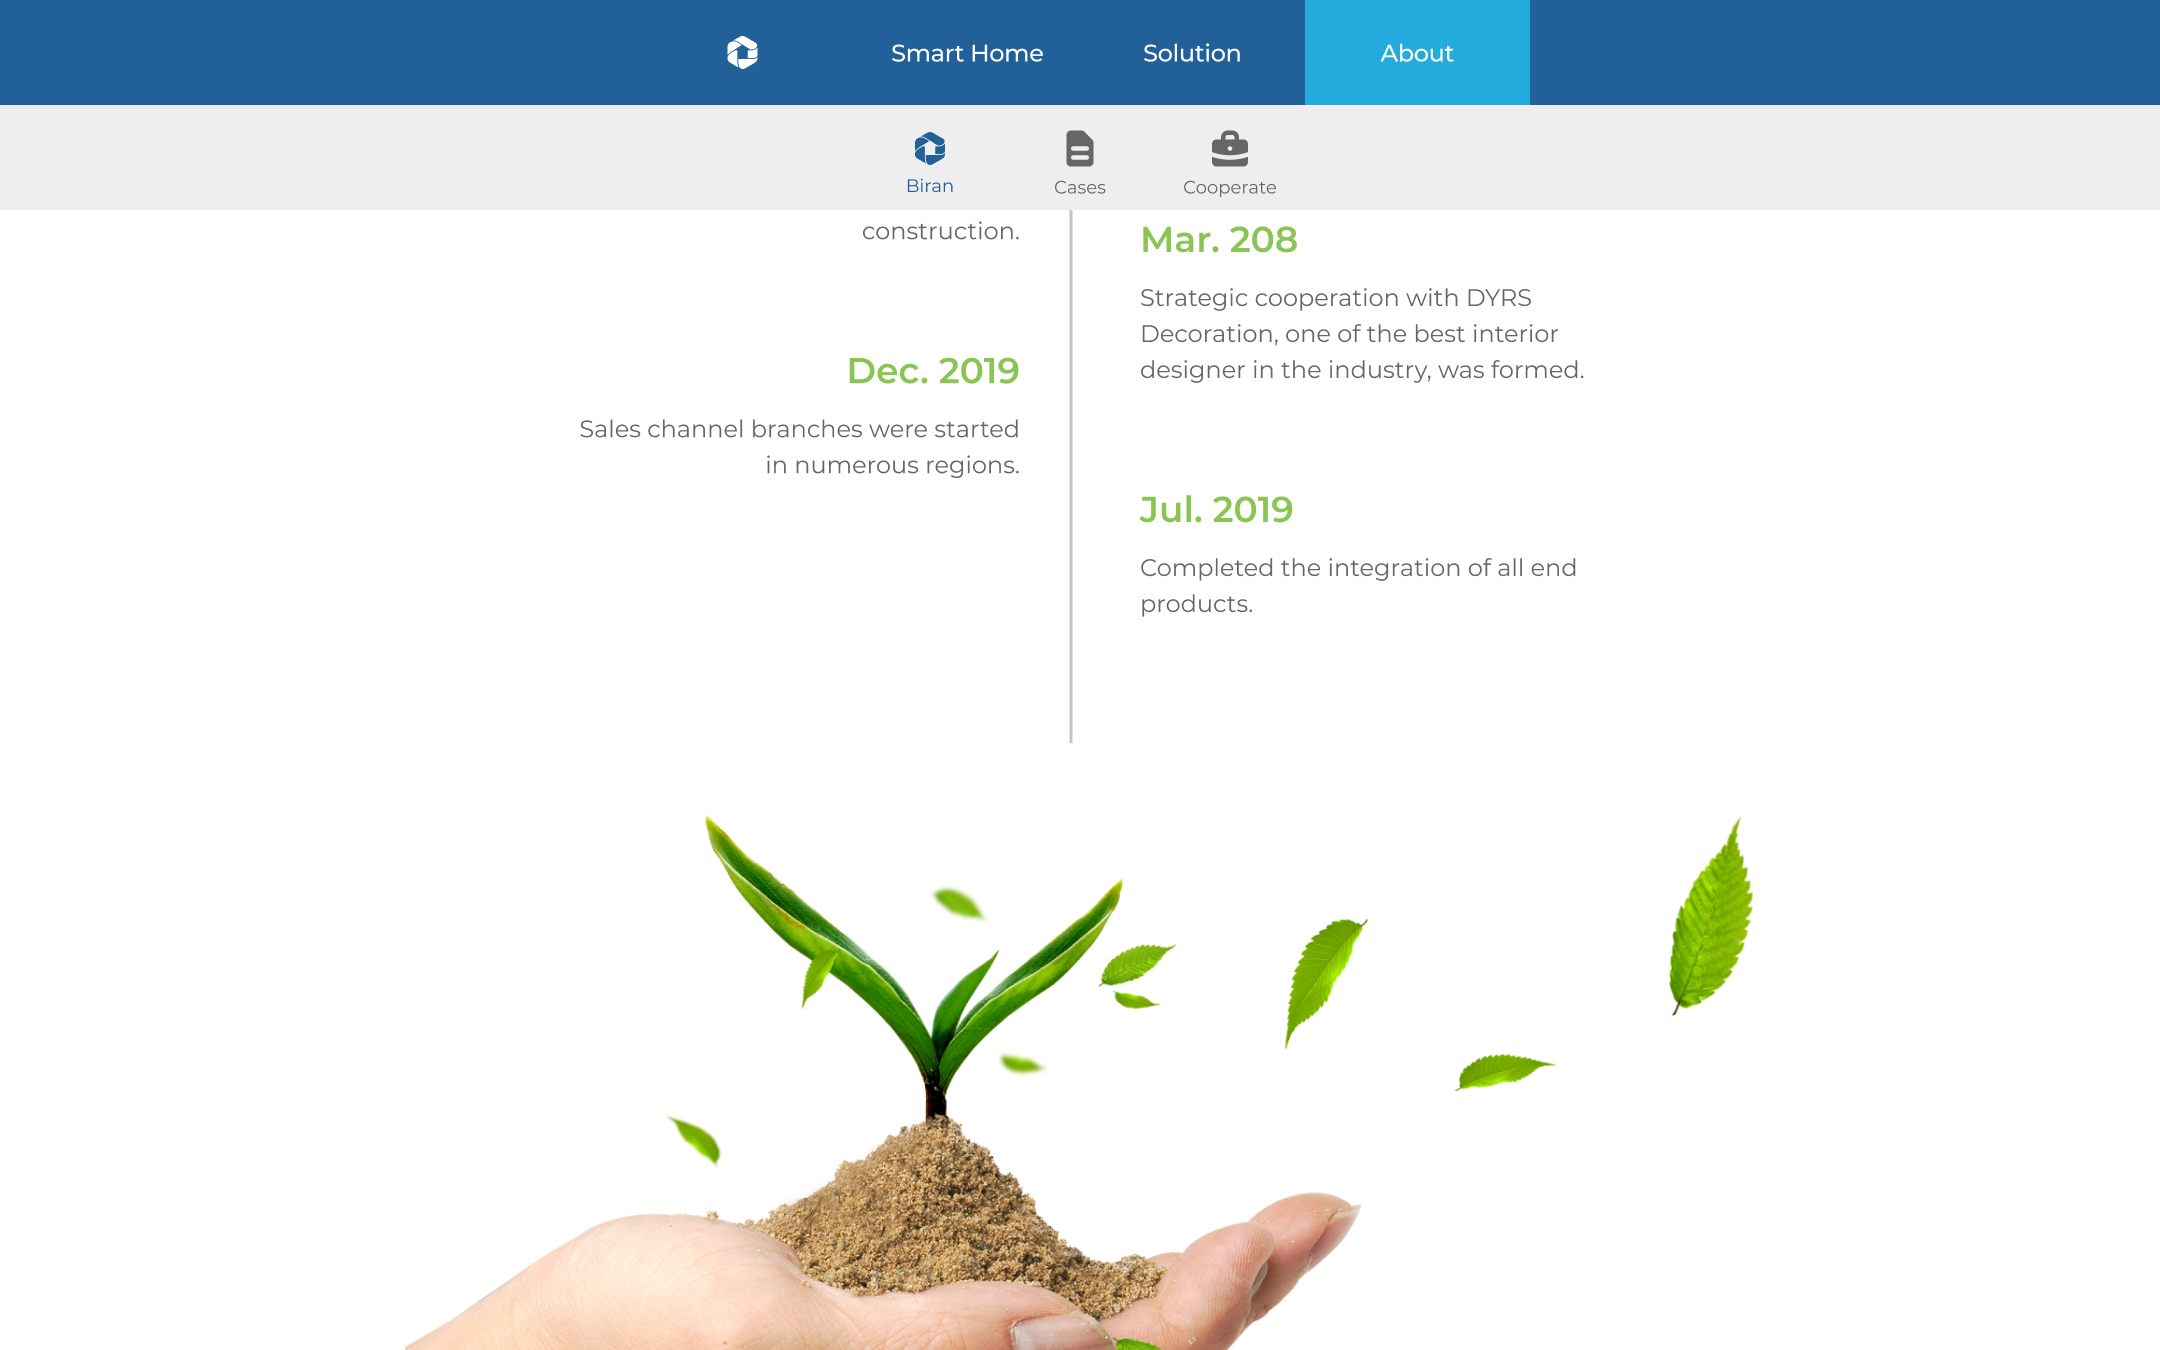 Smart Home
Solution
About
Biran
Cases
Cooperate
construction.
Mar. 208
Strategic cooperation with DYRS
Decoration, one of the best interior
designer in the industry, was formed.
Dec. 2019
Sales channel branches were started
in numerous regions.
Jul. 2019
Completed the integration of all end
products.